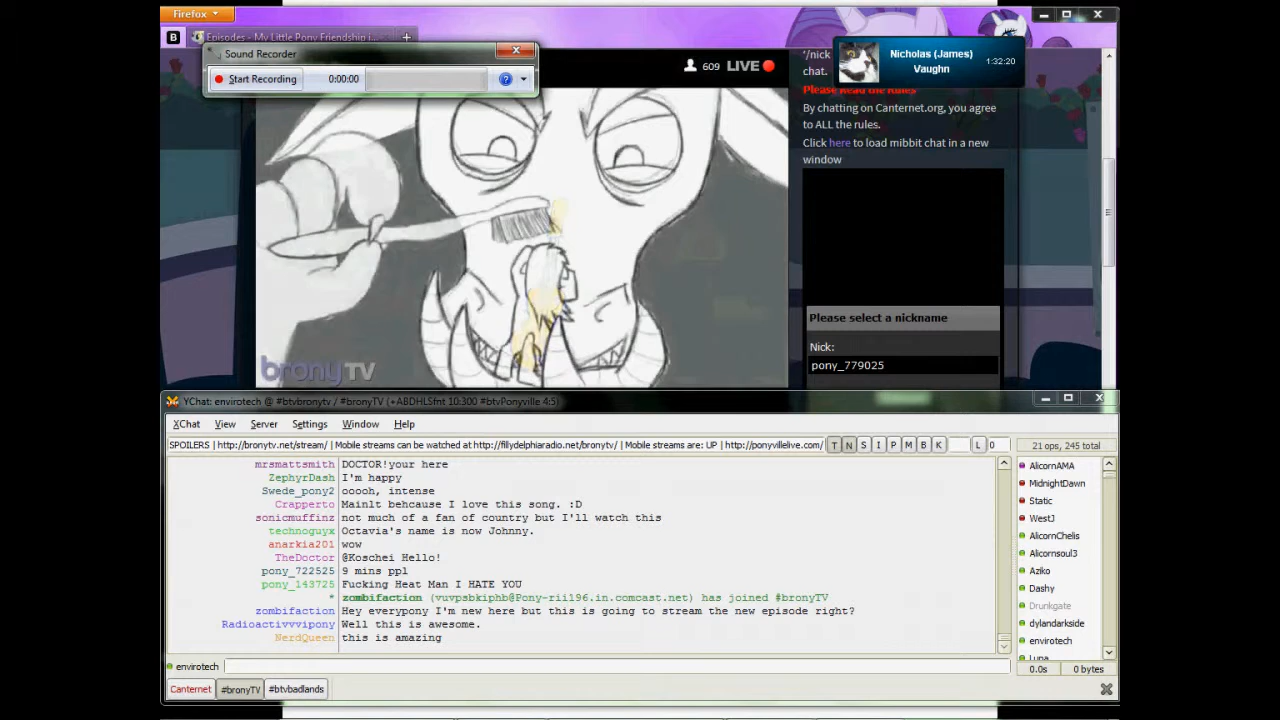 Firefox
B
Episodes - My Little Pony Friendship i...
+
Sound Recorder
Start Recording
0:00:00
?
609 LIVE
Nicholas (James)
Vaughn
1:32:20
'/nick
chat.
Please Read the Rules
By chatting on Canternet.org, you agree
to ALL the rules.
Click here to load mibbit chat in a new
window
Please select a nickname
Nick:
pony_779025
bronyTV
YChat: envirotech @ #btvbronytv / #bronyTV (+ABDHLSfnt 10:300 #btvPonyville 4:5)
XChat View Server Settings Window Help
SPOILERS | http://bronytv.net/stream/ | Mobile streams can be watched at http://fillydelphiaradio.net/bronytv/ | Mobile streams are: UP | http://ponyvillelive.com/
T N S I P M B K L 0
21 ops, 245 total
mrsmattsmith DOCTOR!your here
ZephyrDash I'm happy
Swede_pony2 ooooh, intense
Crapperto Mainlt behcause I love this song. :D
sonicmuffinz not much of a fan of country but I'll watch this
technoguyx Octavia's name is now Johnny.
anarkia201 wow
TheDoctor @Koschei Hello!
pony_722525 9 mins ppl
pony_143725 Fucking Heat Man I HATE YOU
* zombifaction (vuvpsbkiphb@Pony-rii196.in.comcast.net) has joined #bronyTV
zombifaction Hey everypony I'm new here but this is going to stream the new episode right?
Radioactivvvipony Well this is awesome.
NerdQueen this is amazing
AlicornAMA
MidnightDawn
Static
WestJ
AlicornChelis
Alicornsoul3
Aziko
Dashy
Drunkgate
dylandarkside
envirotech
Luna
envirotech
0.0s 0 bytes
Canternet #bronyTV #btvbadlands